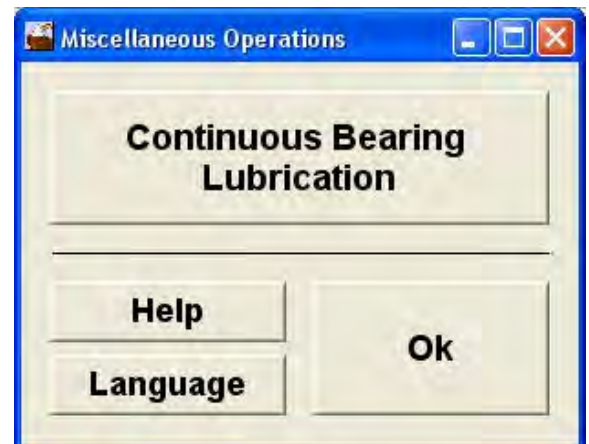 Miscellaneous Operations
Continuous Bearing
Lubrication
Help
Ok
Language